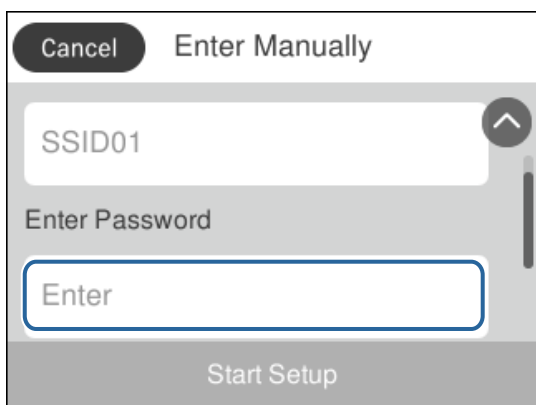 Cancel Enter Manually
SSID01
Enter Password
Enter
Start Setup